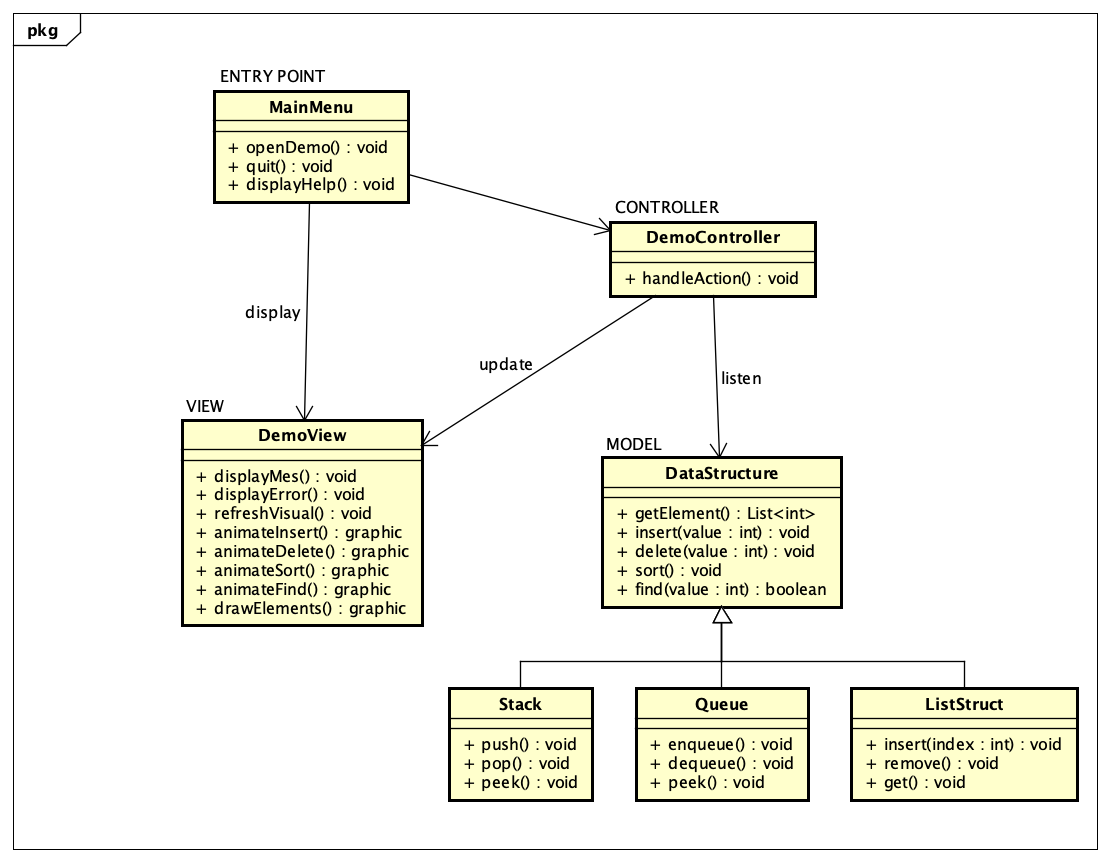 pkg
ENTRY POINT
MainMenu
+ openDemo() : void
+ quit() : void
+ displayHelp() : void
CONTROLLER
DemoController
+ handleAction() : void
display
update
listen
VIEW
DemoView
+ displayMes() : void
+ displayError() : void
+ refreshVisual() : void
+ animateInsert() : graphic
+ animateDelete() : graphic
+ animateSort() : graphic
+ animateFind() : graphic
+ drawElements() : graphic
MODEL
DataStructure
+ getElement() : List<int>
+ insert(value : int) : void
+ delete(value : int) : void
+ sort() : void
+ find(value : int) : boolean
Stack
+ push() : void
+ pop() : void
+ peek() : void
Queue
+ enqueue() : void
+ dequeue() : void
+ peek() : void
ListStruct
+ insert(index : int) : void
+ remove() : void
+ get() : void